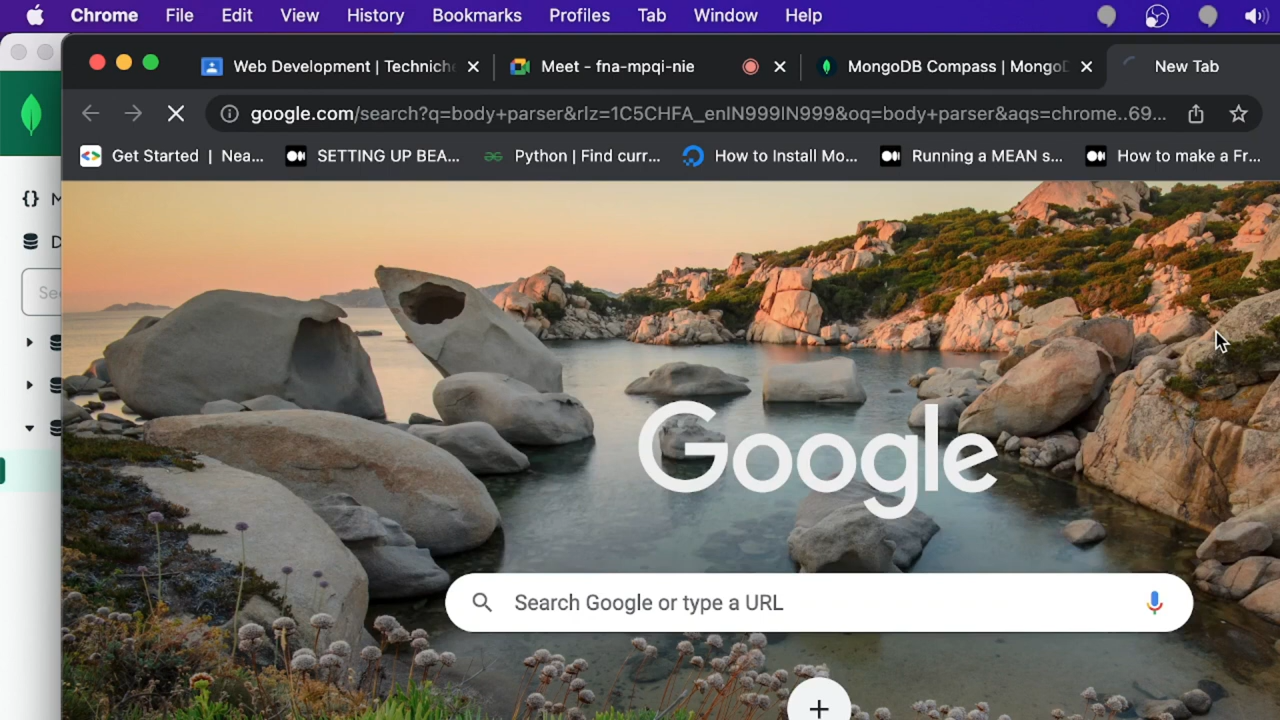 Chrome File Edit View History Bookmarks Profiles Tab Window Help
Web Development | Technich
Meet - fna-mpqi-nie
MongoDB Compass | MongoD
New Tab
google.com/search?q=body+parser&rlz=1C5CHFA_enIN999IN999&oq=body+parser&aqs=chrome..69...
Get Started | Nea...
SETTING UP BEA...
Python | Find curr...
How to Install Mo...
Running a MEAN s...
How to make a Fr...
{} M
D
See
Google
Search Google or type a URL